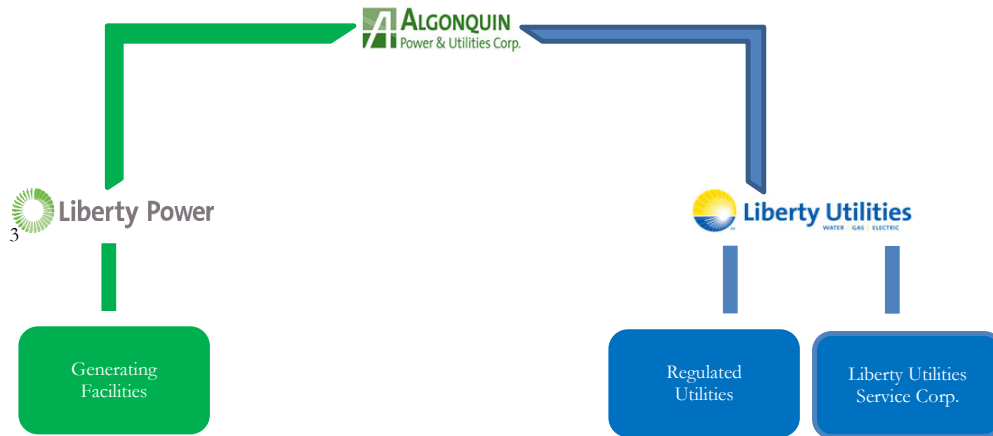 ALGONQUIN
Power & Utilities Corp.
Liberty Power
3
Liberty Utilities
WATER | GAS | ELECTRIC
Generating
Facilities
Regulated
Utilities
Liberty Utilities
Service Corp.